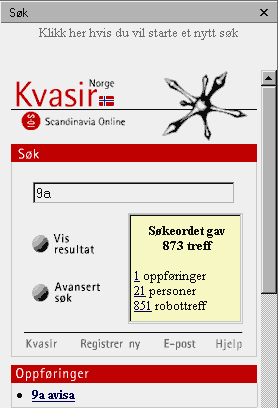 Søk
Klikk her hvis du vil starte et nytt søk
Kvasir Norge
SOL Scandinavia Online
Søk
9a
Vis
resultat
Avansert
søk
Søkeordet gav
873 treff
1 oppføringer
21 personer
851 robottreff
Kvasir Registrer ny E-post Hjelp
Oppføringer
9a avisa